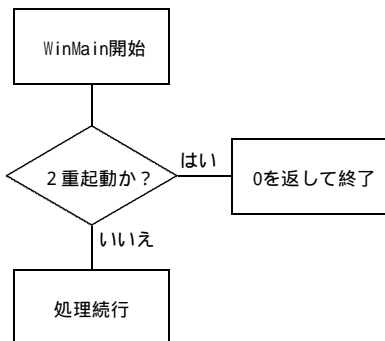 WinMain開始
２重起動か？
はい
0を返して終了
いいえ
処理続行